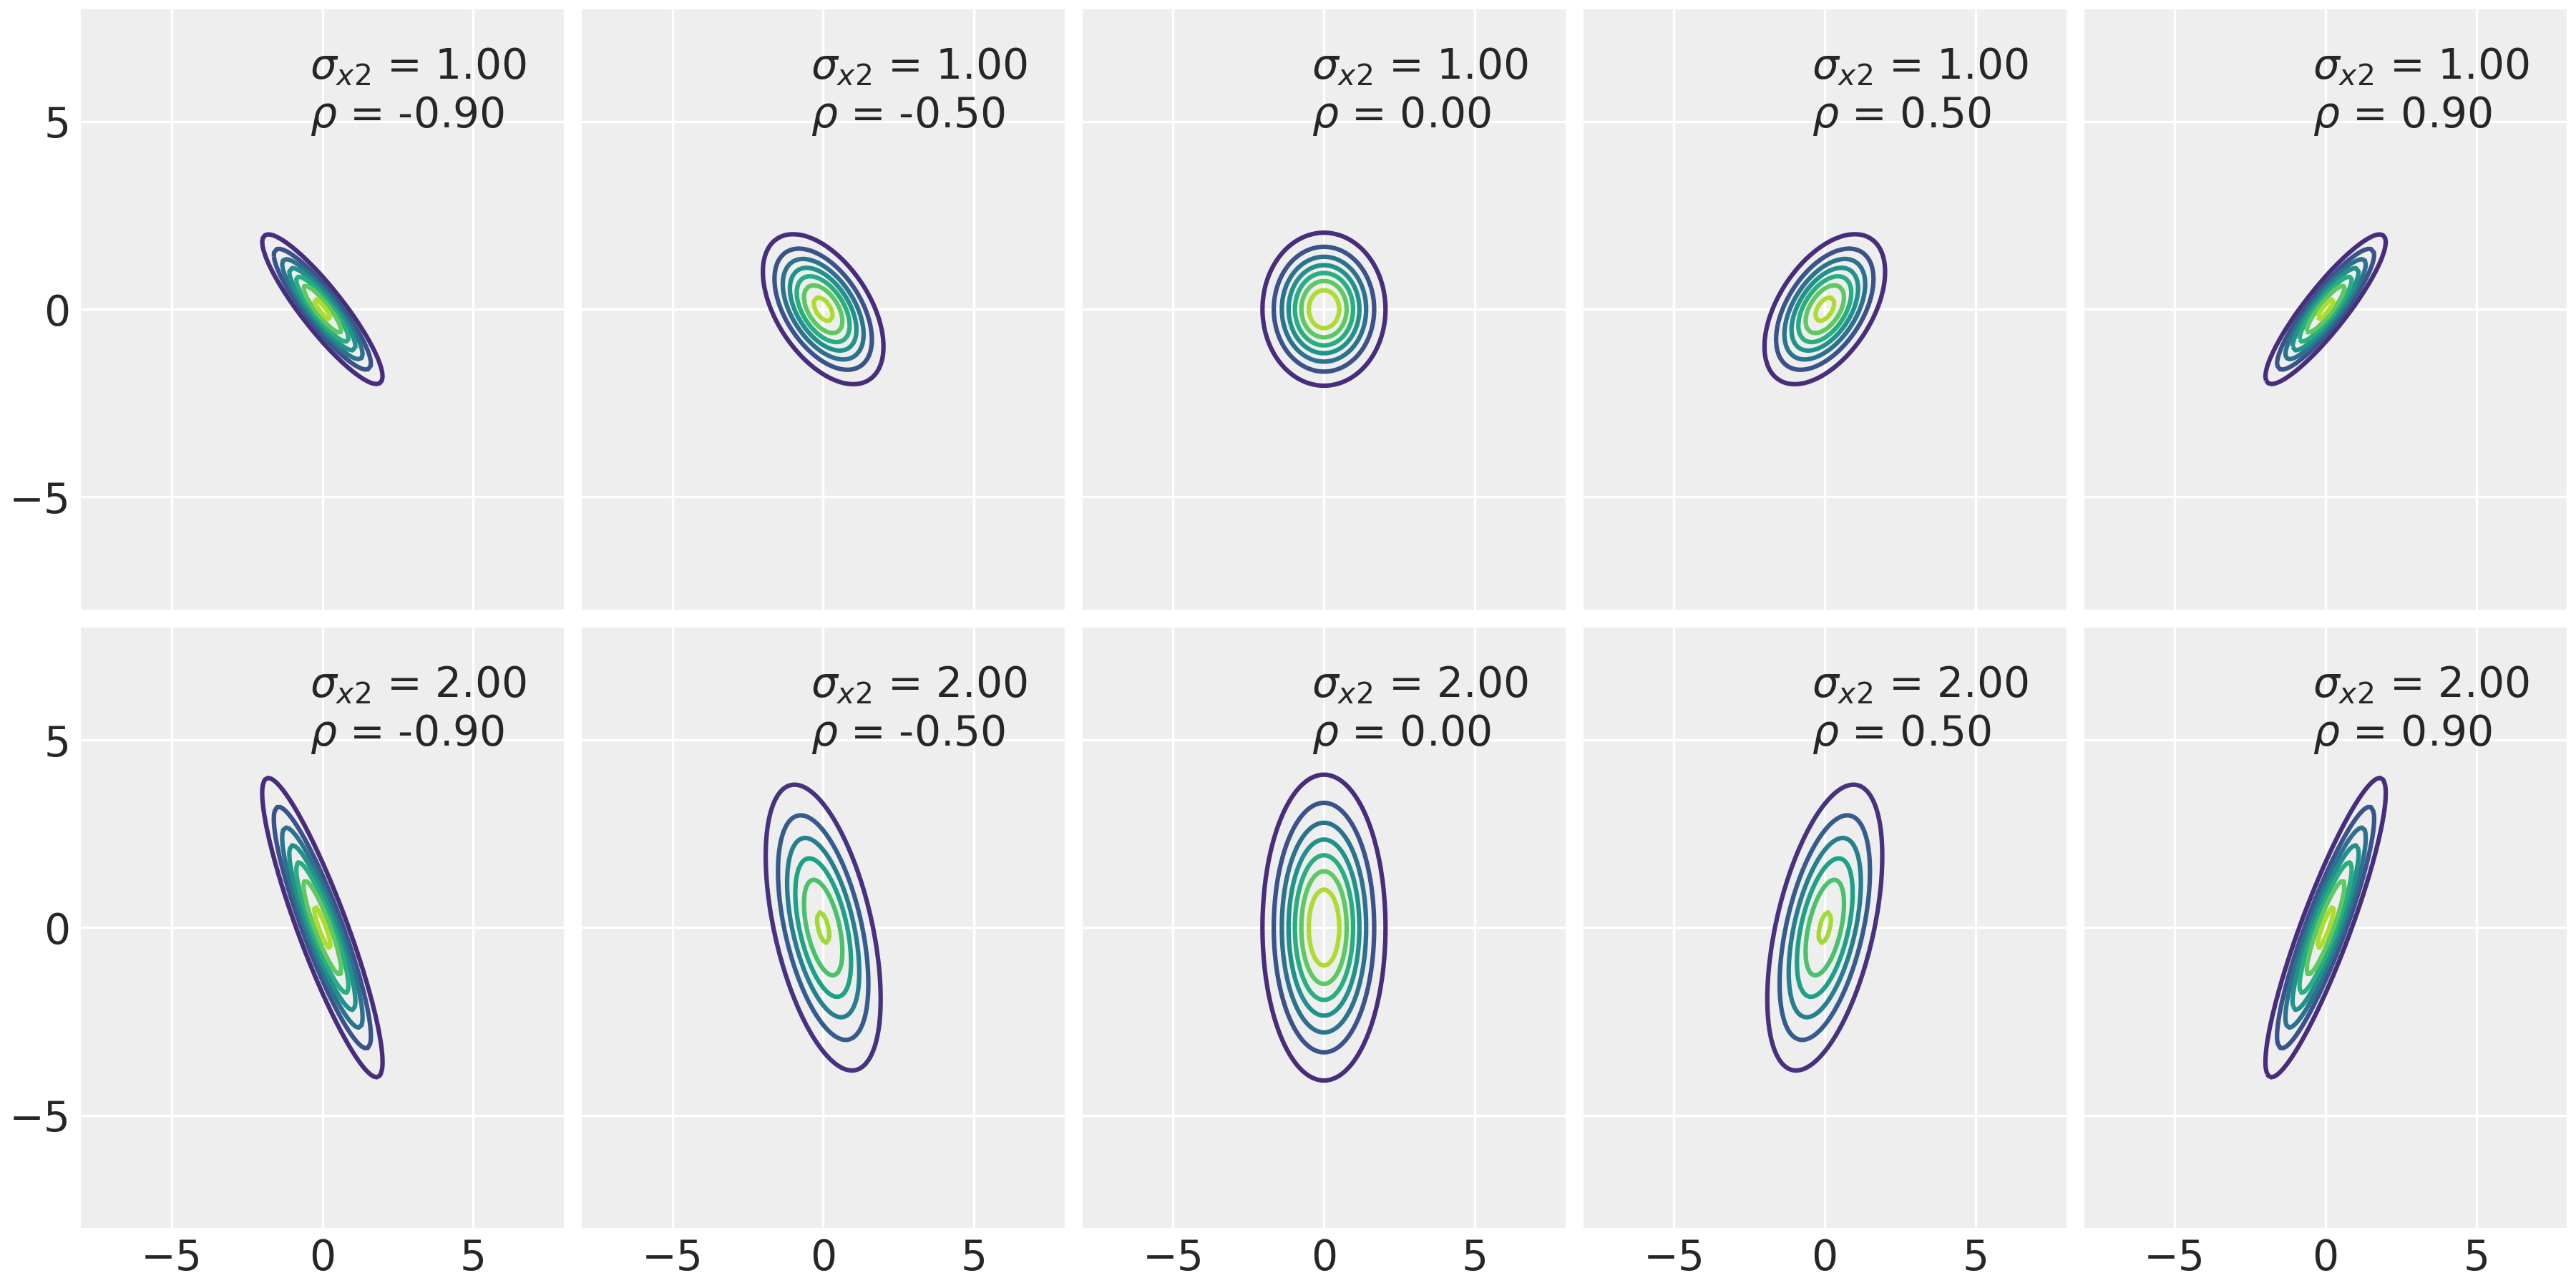 σx2 = 1.00
ρ = -0.90
σx2 = 1.00
ρ = -0.50
σx2 = 1.00
ρ = 0.00
σx2 = 1.00
ρ = 0.50
σx2 = 1.00
ρ = 0.90
5
0
−5
σx2 = 2.00
ρ = -0.90
σx2 = 2.00
ρ = -0.50
σx2 = 2.00
ρ = 0.00
σx2 = 2.00
ρ = 0.50
σx2 = 2.00
ρ = 0.90
5
0
−5
−5 0 5
−5 0 5
−5 0 5
−5 0 5
−5 0 5